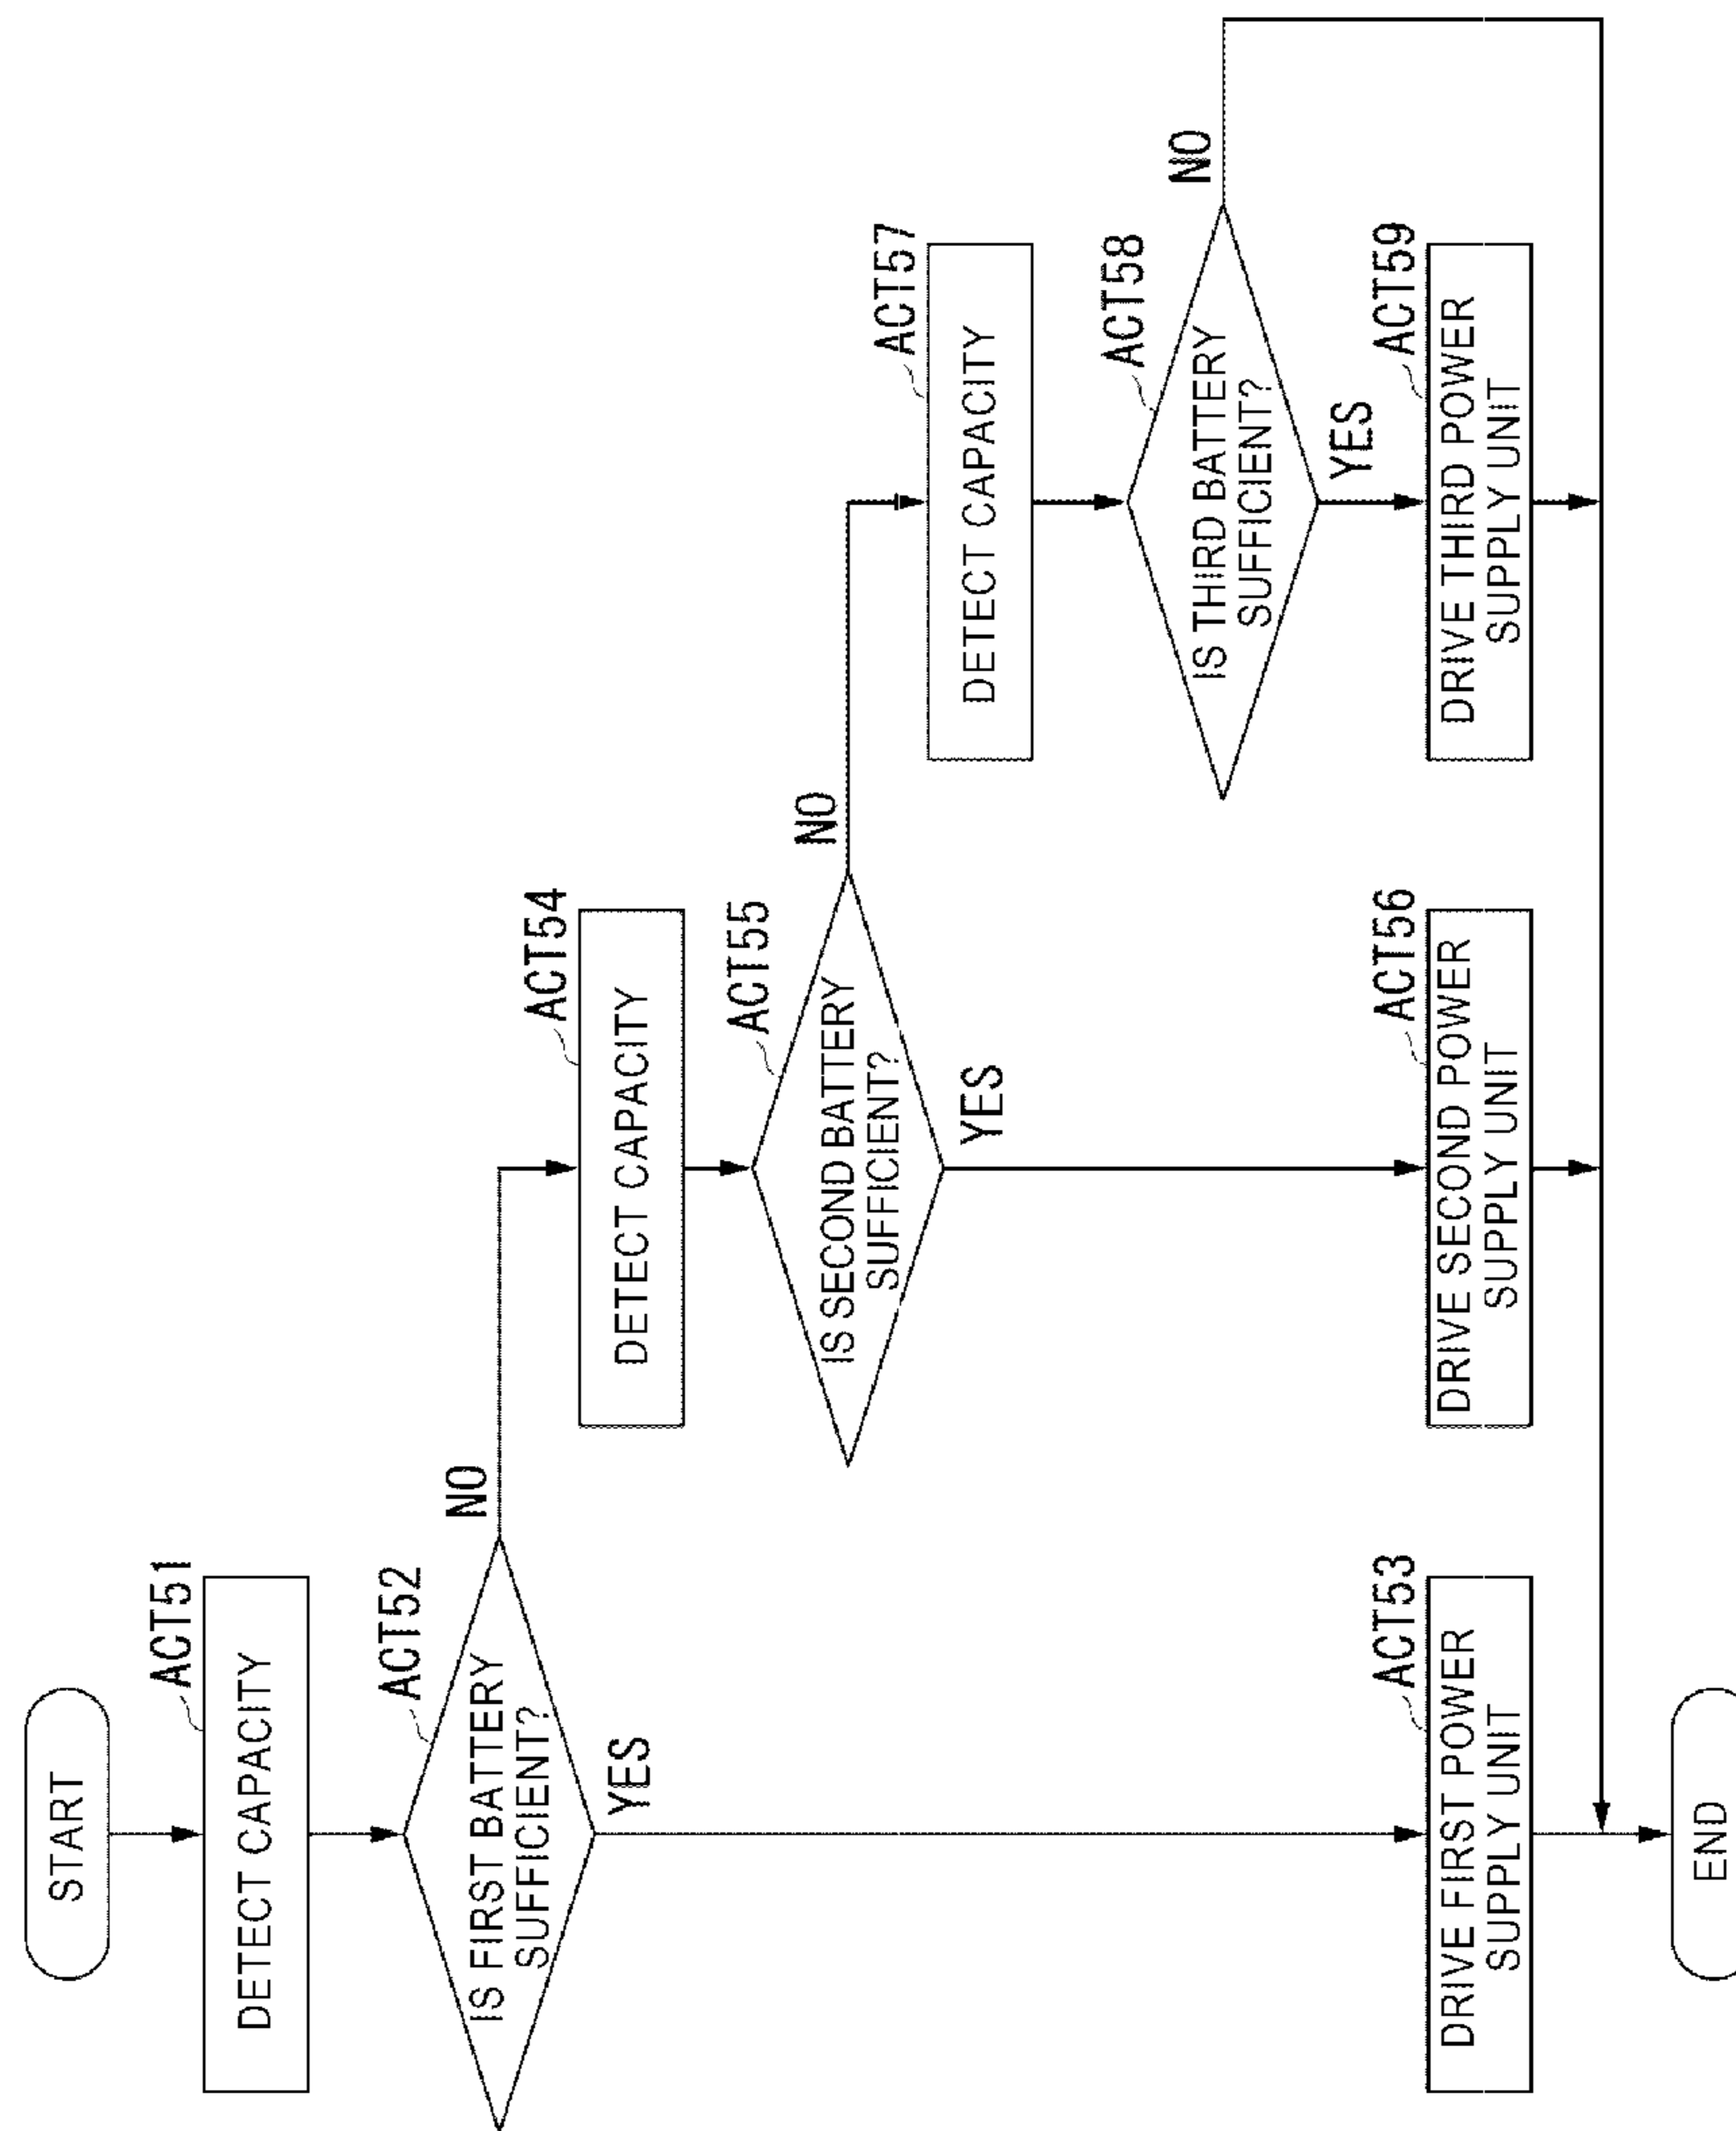 START
ACT51
DETECT CAPACITY
ACT52
IS FIRST BATTERY
SUFFICIENT?
NO
YES
ACT54
DETECT CAPACITY
ACT55
IS SECOND BATTERY
SUFFICIENT?
NO
YES
ACT57
DETECT CAPACITY
ACT58
IS THIRD BATTERY
SUFFICIENT?
NO
YES
ACT53
DRIVE FIRST POWER
SUPPLY UNIT
ACT56
DRIVE SECOND POWER
SUPPLY UNIT
ACT59
DRIVE THIRD POWER
SUPPLY UNIT
END